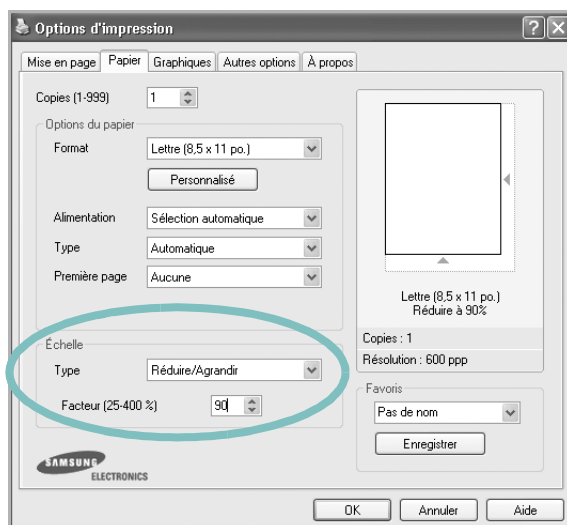 Options d'impression
Mise en page Papier Graphiques Autres options À propos
Copies (1-999) 1
Options du papier
Format Lettre (8,5 x 11 po.)
Personnalisé
Alimentation Sélection automatique
Type Automatique
Première page Aucune
Échelle
Type Réduire/Agrandir
Facteur (25-400 %) 90
SAMSUNG
ELECTRONICS
Lettre (8,5 x 11 po.)
Réduire à 90%
Copies : 1
Résolution : 600 ppp
Favoris
Pas de nom
Enregistrer
OK Annuler Aide